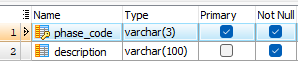 Name Type Primary Not Null
1 phase_code varchar(3)
2 description varchar(100)